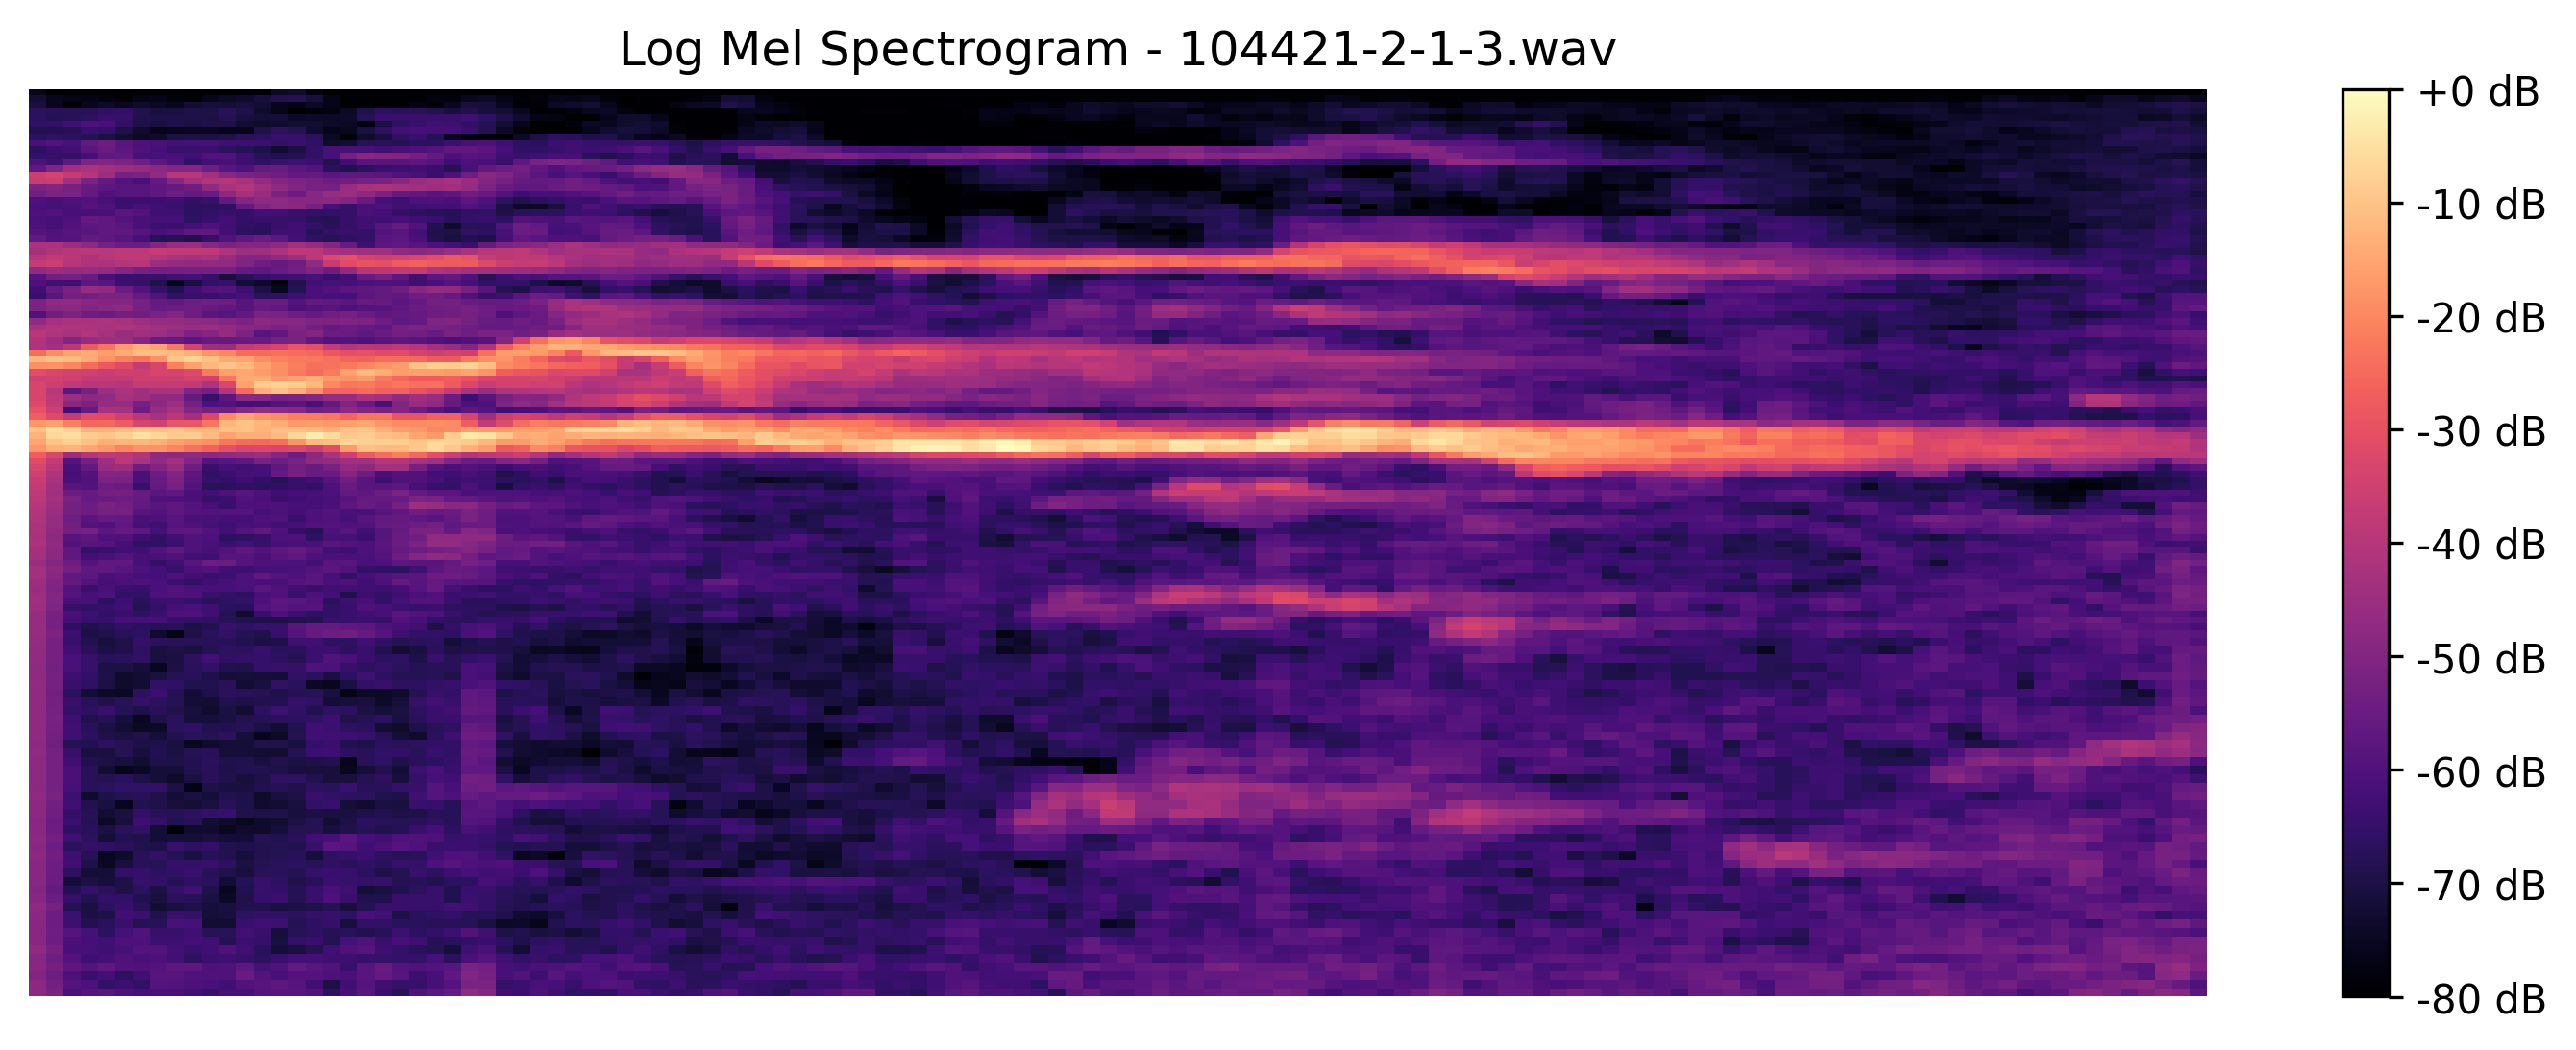 Log Mel Spectrogram - 104421-2-1-3.wav
+0 dB
-10 dB
-20 dB
-30 dB
-40 dB
-50 dB
-60 dB
-70 dB
-80 dB